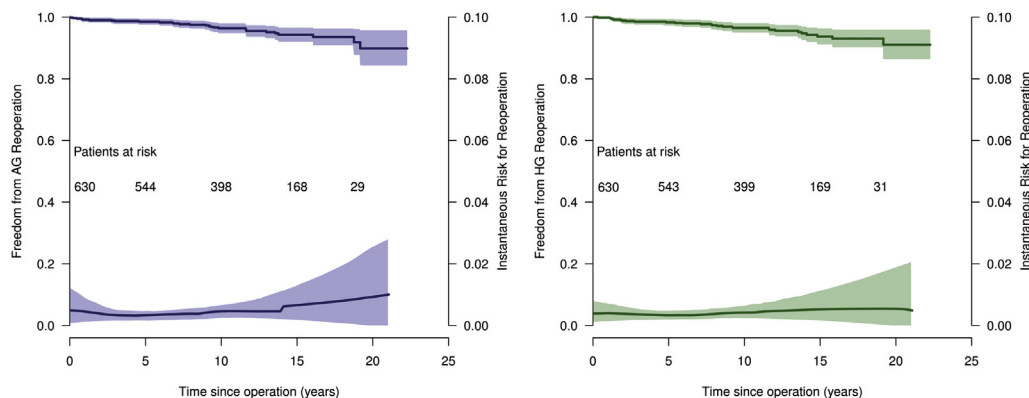 Freedom from AG Reoperation
1.0
0.8
0.6
0.4
0.2
0.0
Patients at risk
630 544 398 168 29
0.10
0.08
0.06
0.04
0.02
0.00
Instantaneous Risk for Reoperation
0 5 10 15 20 25
Time since operation (years)
Freedom from HG Reoperation
1.0
0.8
0.6
0.4
0.2
0.0
Patients at risk
630 543 399 169 31
0.10
0.08
0.06
0.04
0.02
0.00
Instantaneous Risk for Reoperation
0 5 10 15 20 25
Time since operation (years)